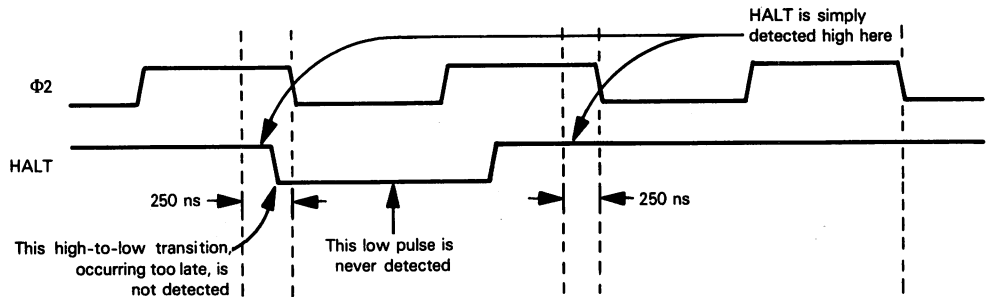 HALT is simply
detected high here
Φ2
HALT
250 ns
250 ns
This high-to-low transition,
occurring too late, is
not detected
This low pulse is
never detected